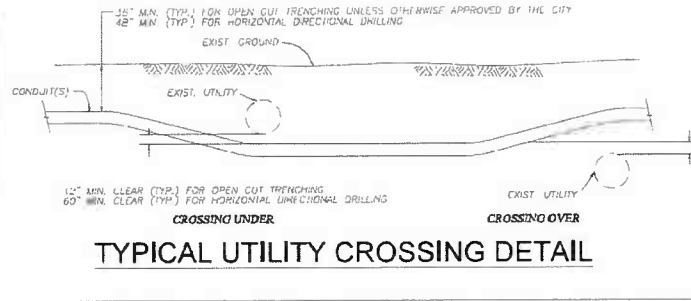 36" MIN. (TYP.) FOR OPEN CUT TRENCHING UNLESS OTHERWISE APPROVED BY THE CITY
48" MIN. (TYP.) FOR HORIZONTAL DIRECTIONAL DRILLING
EXIST GROUND
CONDUIT(S)
EXIST. UTILITY
12" MIN. CLEAR (TYP.) FOR OPEN CUT TRENCHING
60" MIN. CLEAR (TYP.) FOR HORIZONTAL DIRECTIONAL DRILLING
EXIST UTILITY
CROSSING UNDER
CROSSING OVER
TYPICAL UTILITY CROSSING DETAIL